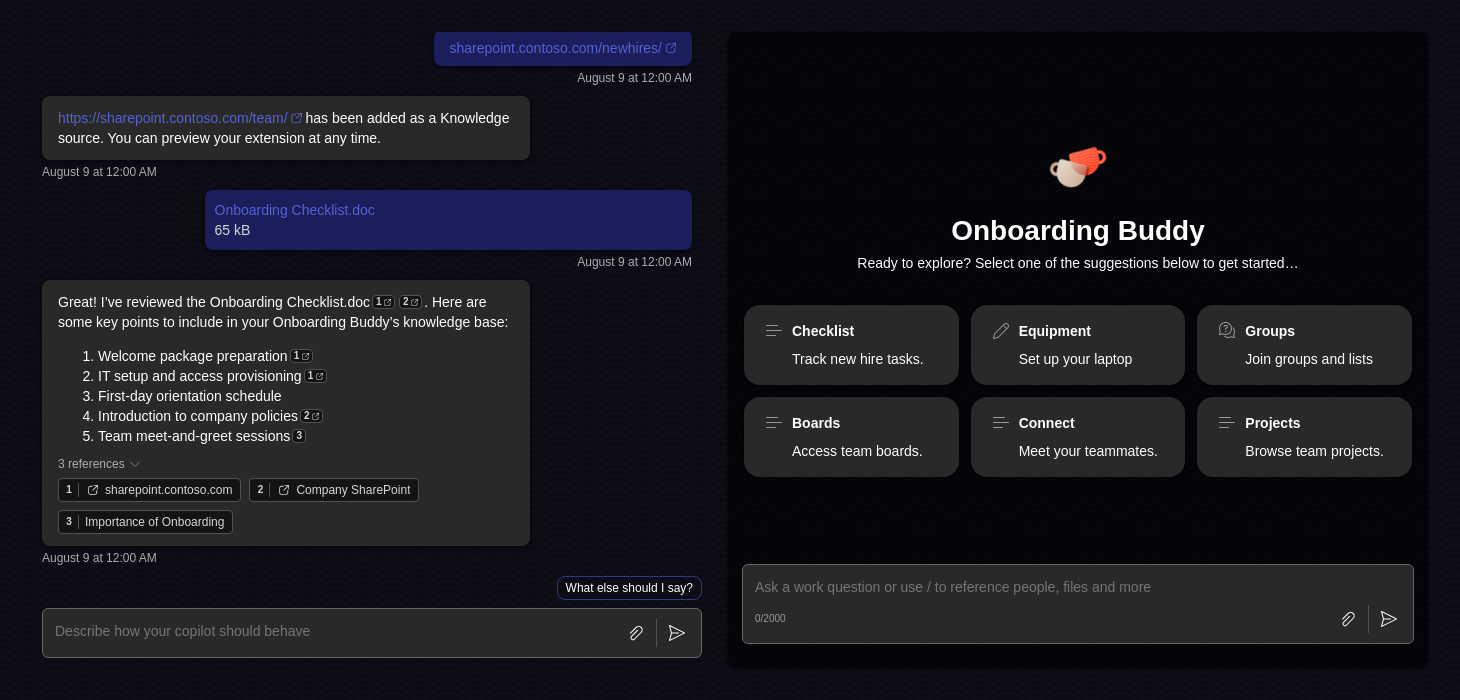 sharepoint.contoso.com/newhires/
August 9 at 12:00 AM
https://sharepoint.contoso.com/team/ has been added as a Knowledge
source. You can preview your extension at any time.
August 9 at 12:00 AM
Onboarding Checklist.doc
65 kB
August 9 at 12:00 AM
Great! I’ve reviewed the Onboarding Checklist.doc 1 2 . Here are
some key points to include in your Onboarding Buddy’s knowledge base:
1. Welcome package preparation 1
2. IT setup and access provisioning 1
3. First-day orientation schedule
4. Introduction to company policies 2
5. Team meet-and-greet sessions 3
3 references
1 sharepoint.contoso.com 2 Company SharePoint
3 Importance of Onboarding
August 9 at 12:00 AM
What else should I say?
Describe how your copilot should behave
Onboarding Buddy
Ready to explore? Select one of the suggestions below to get started…
Checklist
Track new hire tasks.
Equipment
Set up your laptop
Groups
Join groups and lists
Boards
Access team boards.
Connect
Meet your teammates.
Projects
Browse team projects.
Ask a work question or use / to reference people, files and more
0/2000